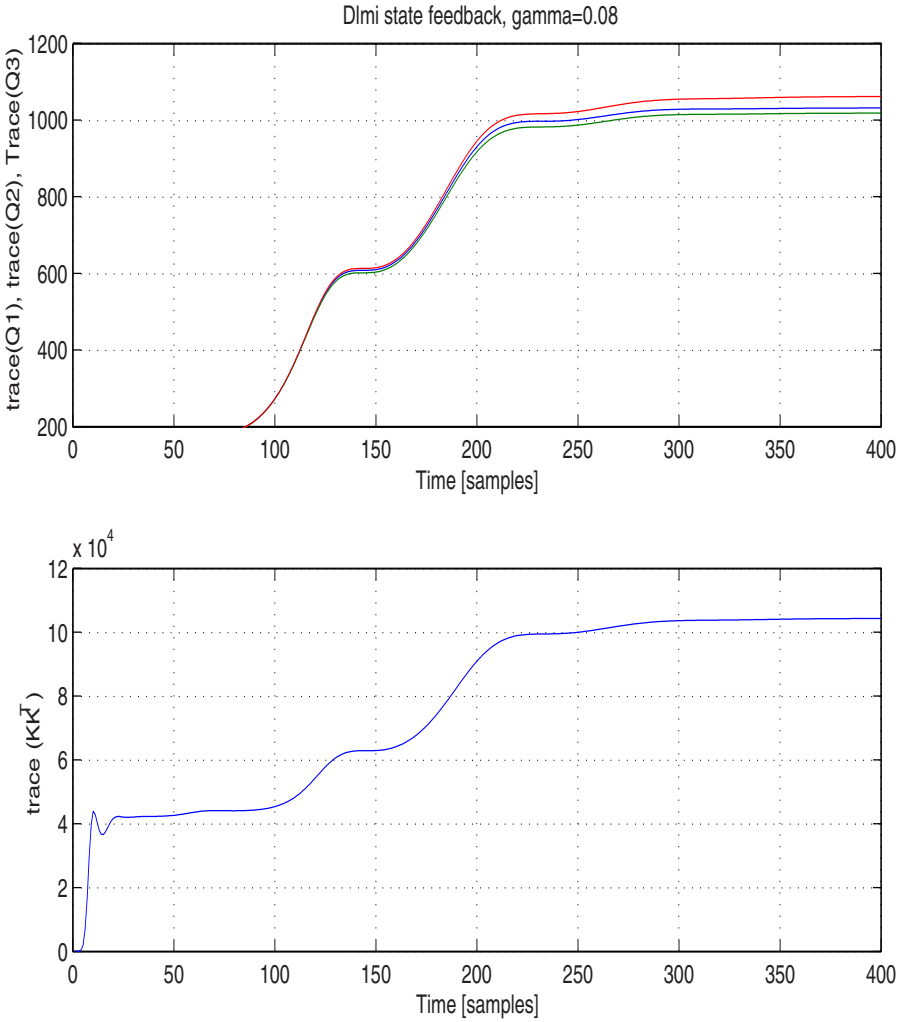 Dlmi state feedback, gamma=0.08
trace(Q1), trace(Q2), Trace(Q3)
1200
1000
800
600
400
200
0 50 100 150 200 250 300 350 400
Time [samples]
x 10^4
trace (KK^T)
12
10
8
6
4
2
0
0 50 100 150 200 250 300 350 400
Time [samples]